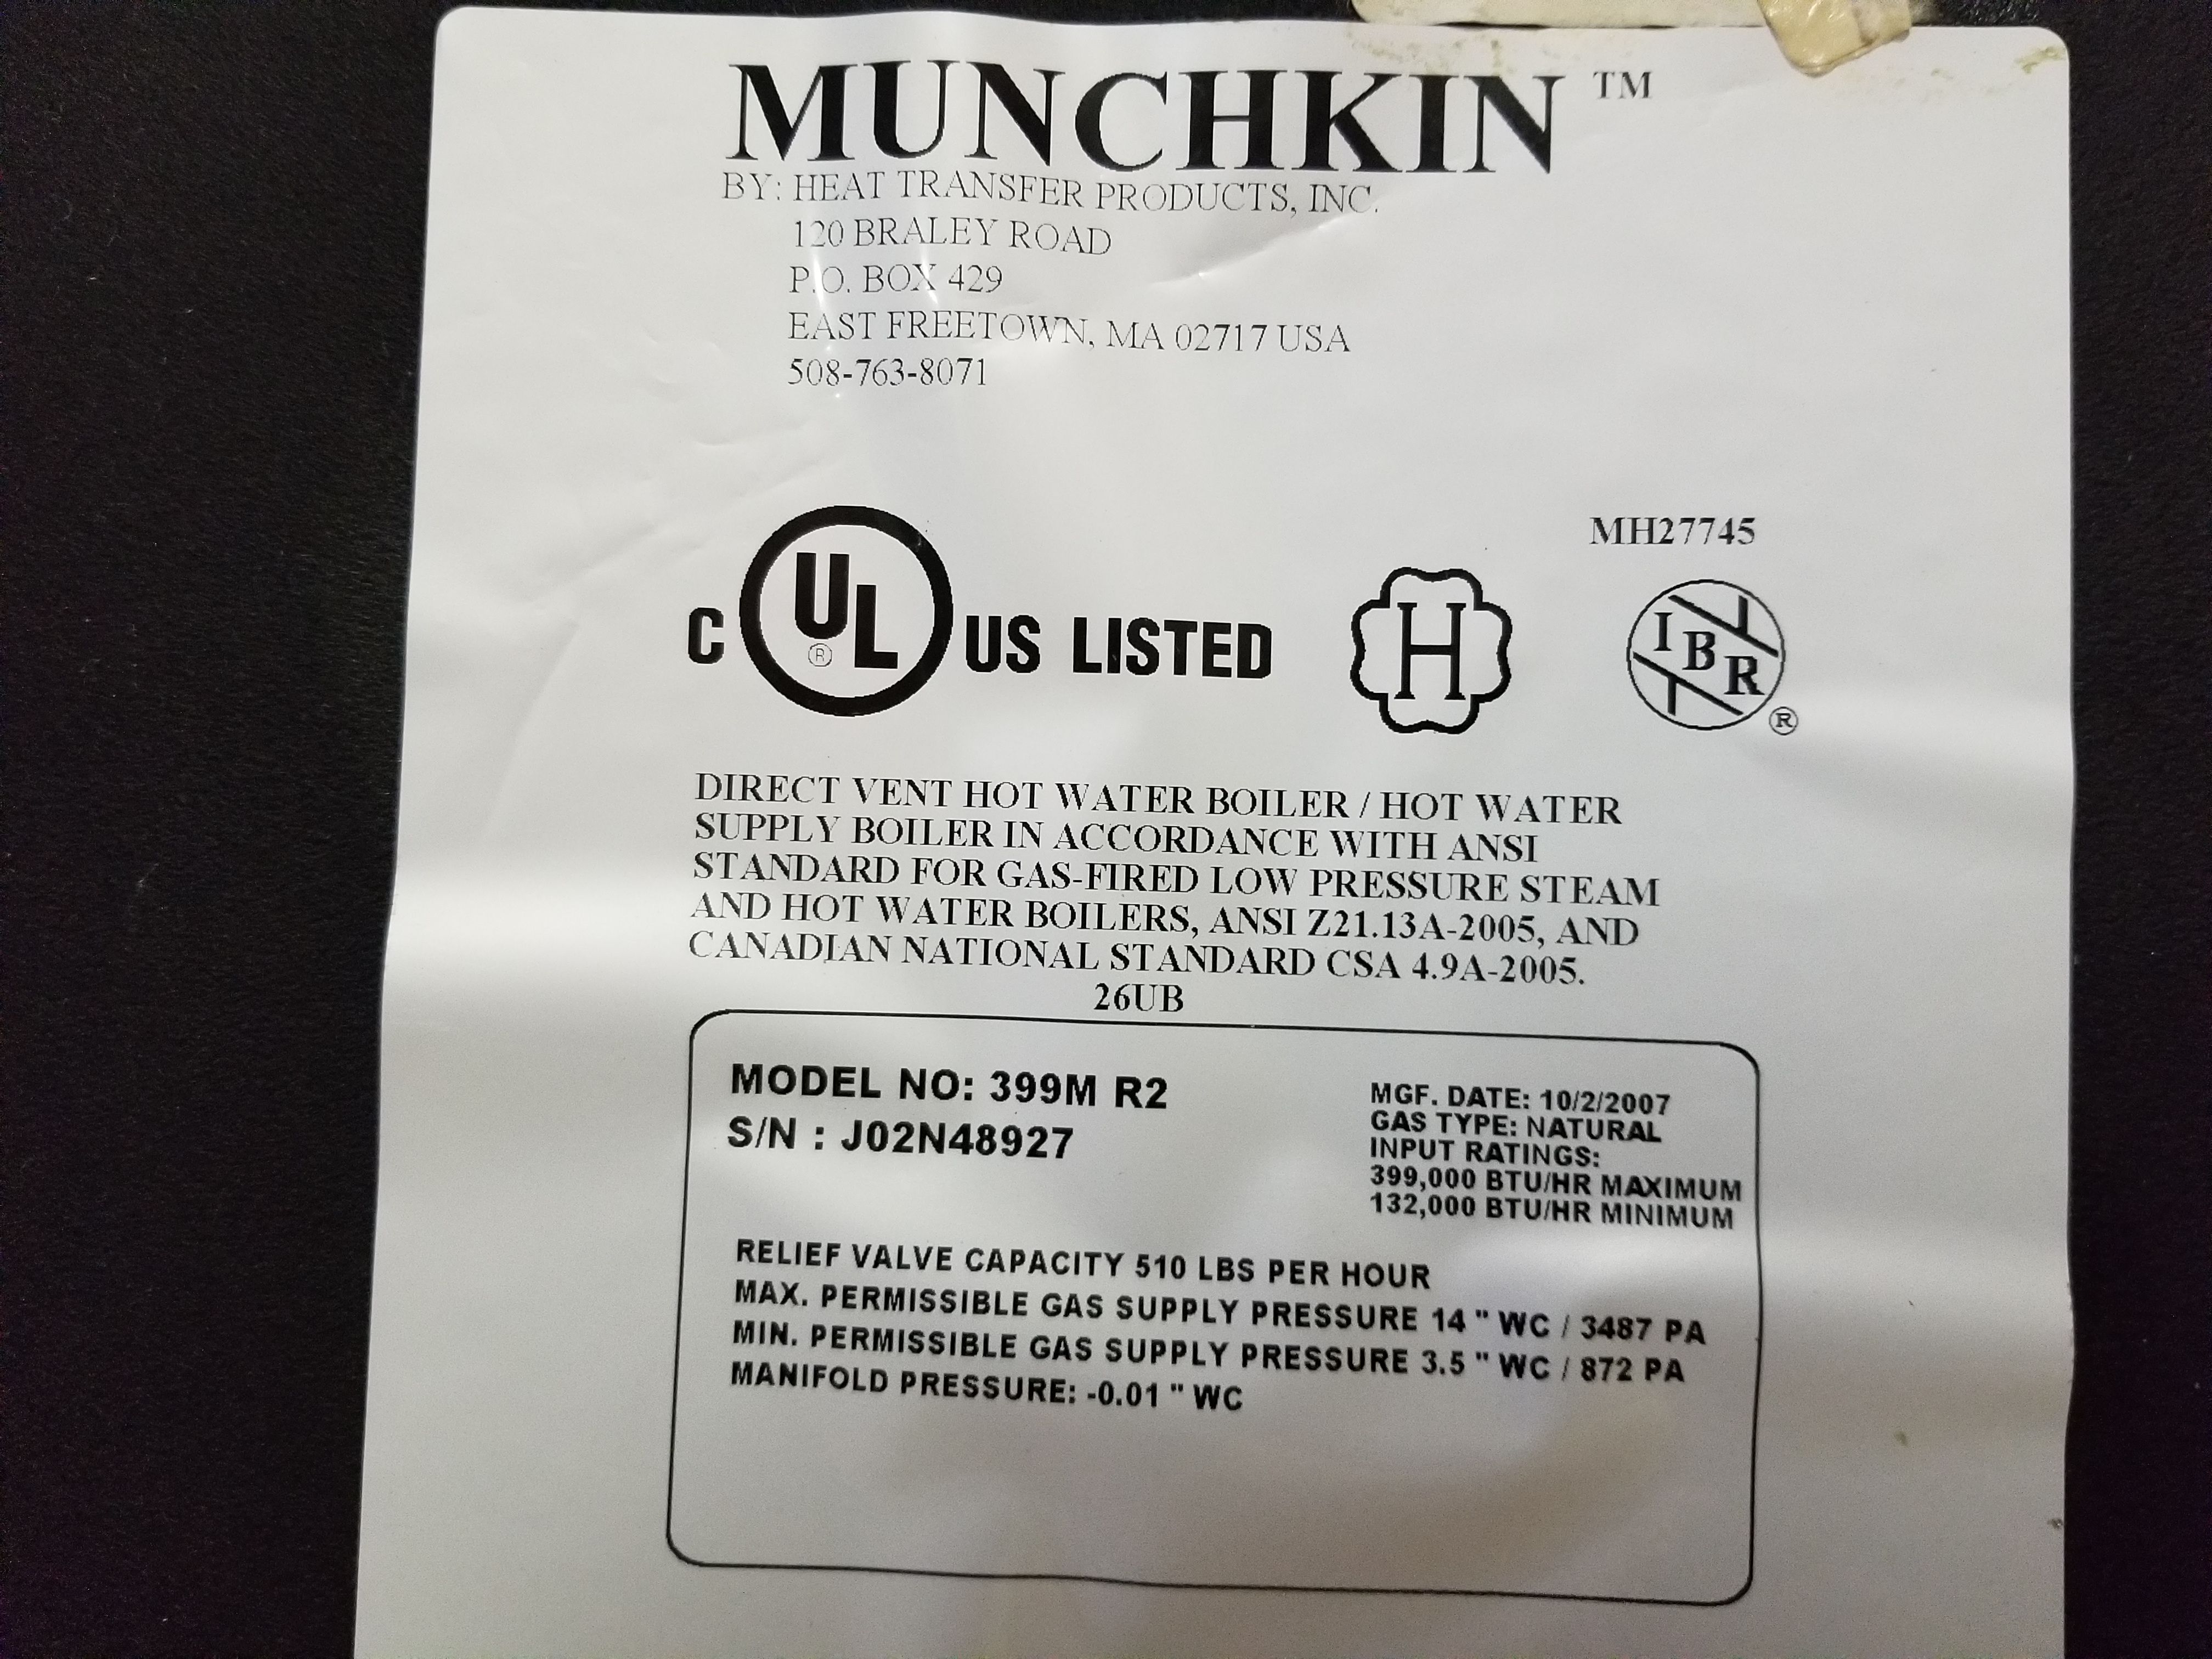 MUNCHKIN ™
BY: HEAT TRANSFER PRODUCTS, INC.
120 BRALEY ROAD
P.O. BOX 429
EAST FREETOWN, MA 02717 USA
508-763-8071
MH27745
C UL ® US LISTED
H
IBR ®
DIRECT VENT HOT WATER BOILER / HOT WATER
SUPPLY BOILER IN ACCORDANCE WITH ANSI
STANDARD FOR GAS-FIRED LOW PRESSURE STEAM
AND HOT WATER BOILERS, ANSI Z21.13A-2005, AND
CANADIAN NATIONAL STANDARD CSA 4.9A-2005.
26UB
MODEL NO: 399M R2
S/N : J02N48927
MGF. DATE: 10/2/2007
GAS TYPE: NATURAL
INPUT RATINGS:
399,000 BTU/HR MAXIMUM
132,000 BTU/HR MINIMUM
RELIEF VALVE CAPACITY 510 LBS PER HOUR
MAX. PERMISSIBLE GAS SUPPLY PRESSURE 14 " WC / 3487 PA
MIN. PERMISSIBLE GAS SUPPLY PRESSURE 3.5 " WC / 872 PA
MANIFOLD PRESSURE: -0.01 " WC